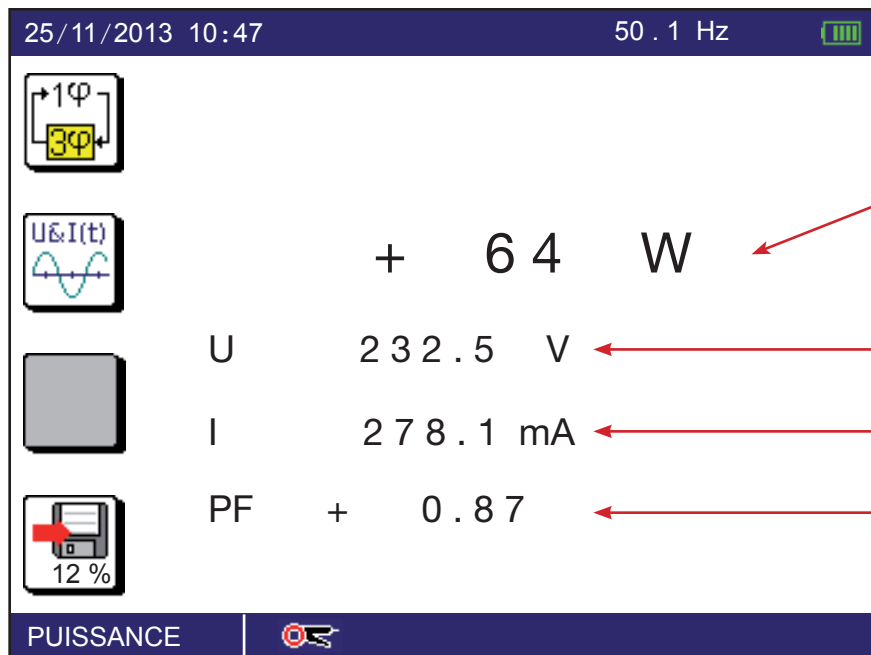 25/11/2013 10:47 50.1 Hz
1φ
3φ
U&I(t)
+ 64 W
U 232.5 V
I 278.1 mA
PF + 0.87
12 %
PUISSANCE